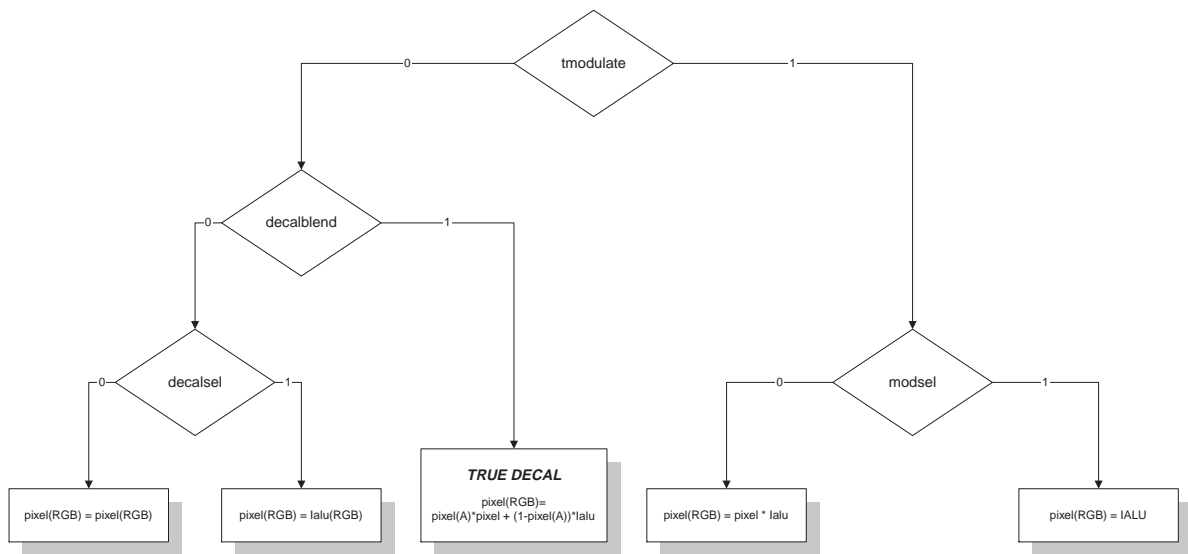 tmodulate
0
1
decalblend
0
1
decalsel
0
1
modsel
0
1
TRUE DECAL
pixel(RGB)=
pixel(A)*pixel + (1-pixel(A))*Ialu
pixel(RGB) = pixel(RGB)
pixel(RGB) = Ialu(RGB)
pixel(RGB) = pixel * Ialu
pixel(RGB) = IALU